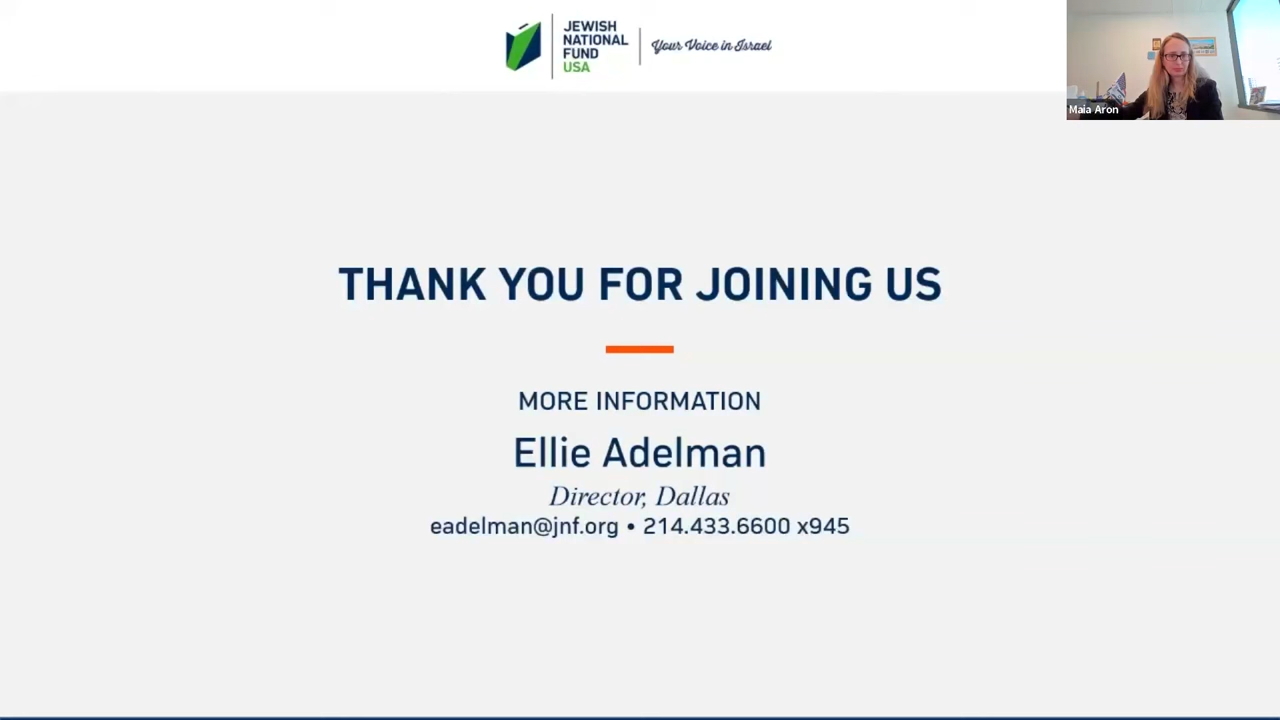 JEWISH
NATIONAL
FUND
USA
Your Voice in Israel
Maia Aron
THANK YOU FOR JOINING US
MORE INFORMATION
Ellie Adelman
Director, Dallas
eadelman@jnf.org • 214.433.6600 x945